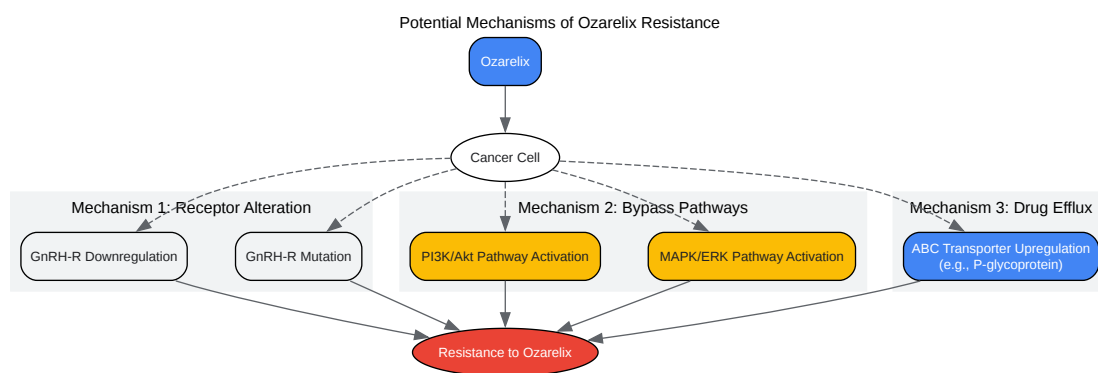 Potential Mechanisms of Ozarelix Resistance
Ozarelix
Cancer Cell
Mechanism 1: Receptor Alteration
Mechanism 2: Bypass Pathways
Mechanism 3: Drug Efflux
GnRH-R Downregulation
GnRH-R Mutation
PI3K/Akt Pathway Activation
MAPK/ERK Pathway Activation
ABC Transporter Upregulation
(e.g., P-glycoprotein)
Resistance to Ozarelix